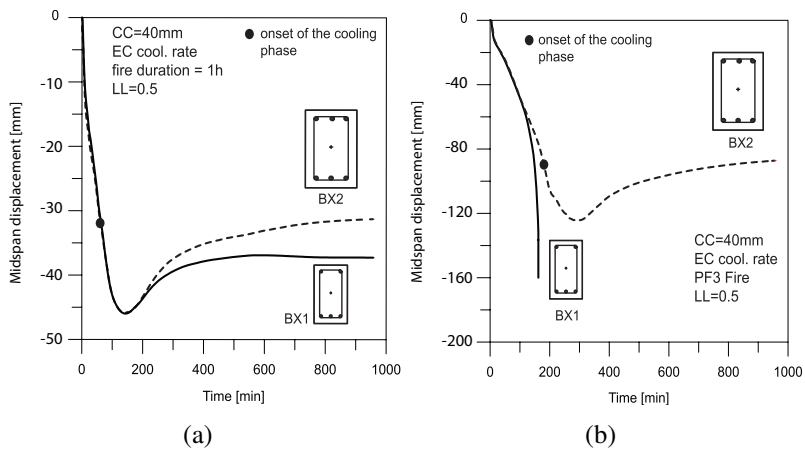 CC=40mm
EC cool. rate
fire duration = 1h
LL=0.5
onset of the cooling
phase
BX2
BX1
0
-10
-20
-30
-40
-50
Midspan displacement [mm]
0
200
400
600
800
1000
Time [min]
(a)
onset of the cooling
phase
BX2
BX1
CC=40mm
EC cool. rate
PF3 Fire
LL=0.5
0
-40
-80
-120
-160
-200
Midspan displacement [mm]
0
200
400
600
800
1000
Time [min]
(b)